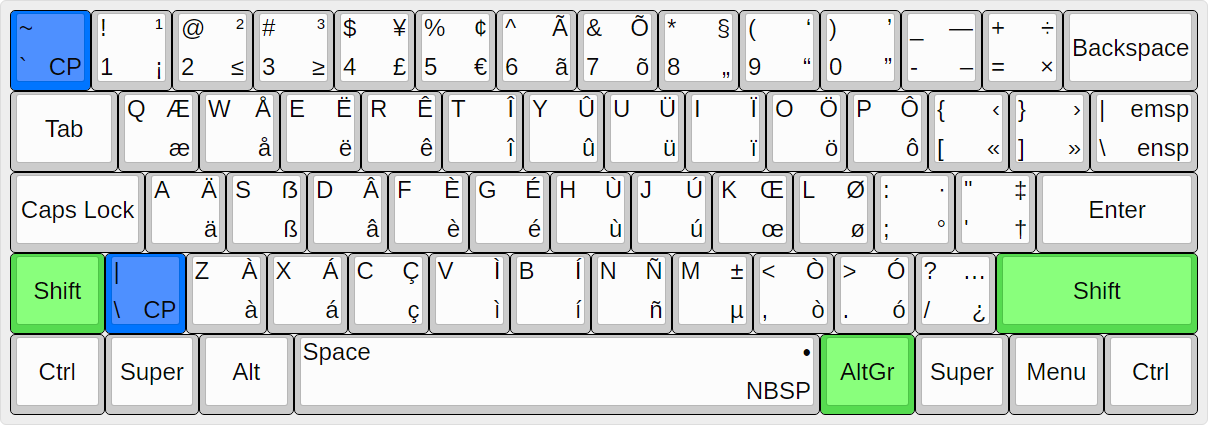 ~ ! ¹ @ ² # ³ $ ¥ % ¢ ^ Ã & Õ * § ( ‘ ) ’ _ — + ÷ Backspace
` CP 1 ¡ 2 ≤ 3 ≥ 4 £ 5 € 6 ã 7 õ 8 „ 9 “ 0 ” - – = ×
Tab Q Æ W Å E Ë R Ê T Î Y Û U Ü I Ï O Ö P Ô { ‹ } › | emsp
æ å ë ê î û ü ï ö ô [ « ] » \ ensp
Caps Lock A Ä S ẞ D Â F È G É H Ù J Ú K Œ L Ø : · " ‡ Enter
ä ß â è é ù ú œ ø ; ° ' †
Shift | Z À X Á C Ç V Ì B Í N Ñ M ± < Ò > Ó ? … Shift
\ CP à á ç ì í ñ µ , ò . ó / ¿
Ctrl Super Alt Space • AltGr Super Menu Ctrl
NBSP